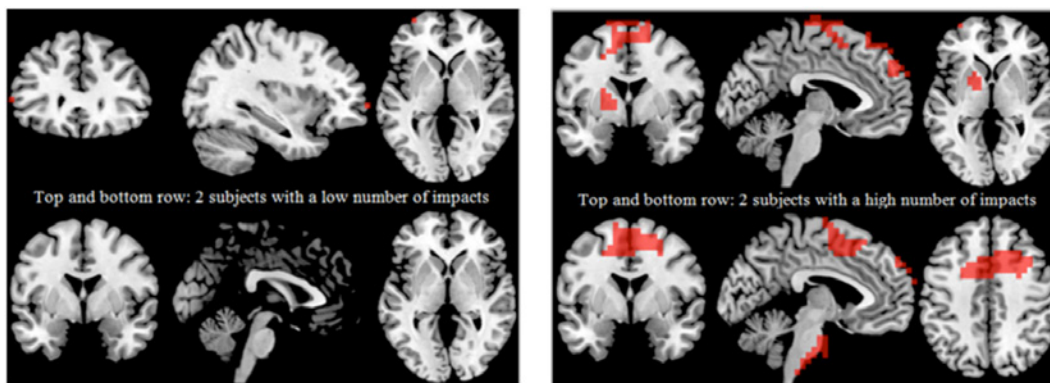 Top and bottom row: 2 subjects with a low number of impacts
Top and bottom row: 2 subjects with a high number of impacts